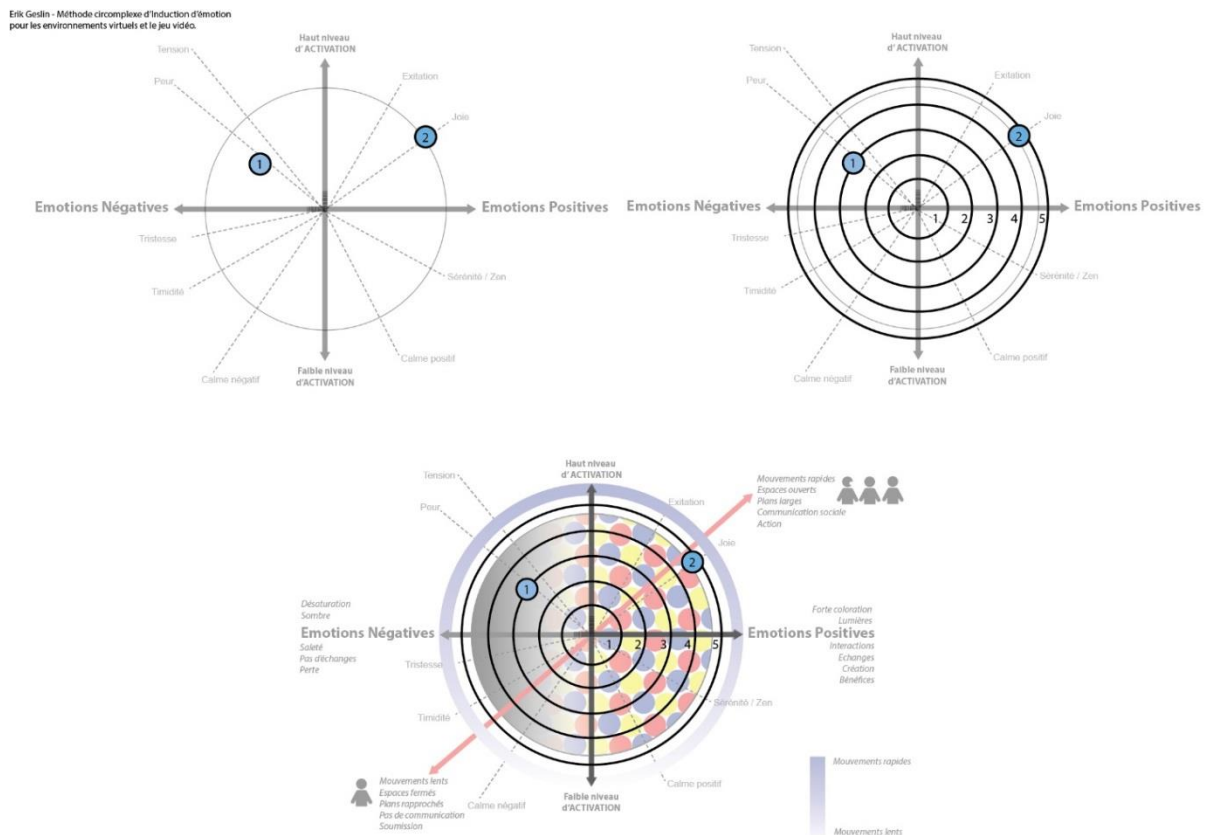 Erik Geslin - Méthode circomplexe d'Induction d'émotion
pour les environnements virtuels et le jeu vidéo.
Haut niveau
d'ACTIVATION
Tension
Peur
Exitation
Joie
1
2
Emotions Négatives
Emotions Positives
Tristesse
Timidité
Sérénité / Zen
Calme positif
Calme négatif
Faible niveau
d'ACTIVATION
Haut niveau
d'ACTIVATION
Tension
Peur
Exitation
Joie
1
2
Emotions Négatives
Emotions Positives
1 2 3 4 5
Tristesse
Timidité
Sérénité / Zen
Calme positif
Calme négatif
Faible niveau
d'ACTIVATION
Haut niveau
d'ACTIVATION
Tension
Peur
Exitation
Joie
Mouvements rapides
Espaces ouverts
Plans larges
Communication sociale
Action
1
2
Désaturation
Sombre
Emotions Négatives
Saleté
Pas d'échanges
Perte
Forte coloration
Lumières
Emotions Positives
Interactions
Echanges
Création
Bénéfices
1 2 3 4 5
Tristesse
Timidité
Sérénité / Zen
Calme positif
Calme négatif
Faible niveau
d'ACTIVATION
Mouvements lents
Espaces fermés
Plans rapprochés
Pas de communication
Soumission
Mouvements rapides
Mouvements lents